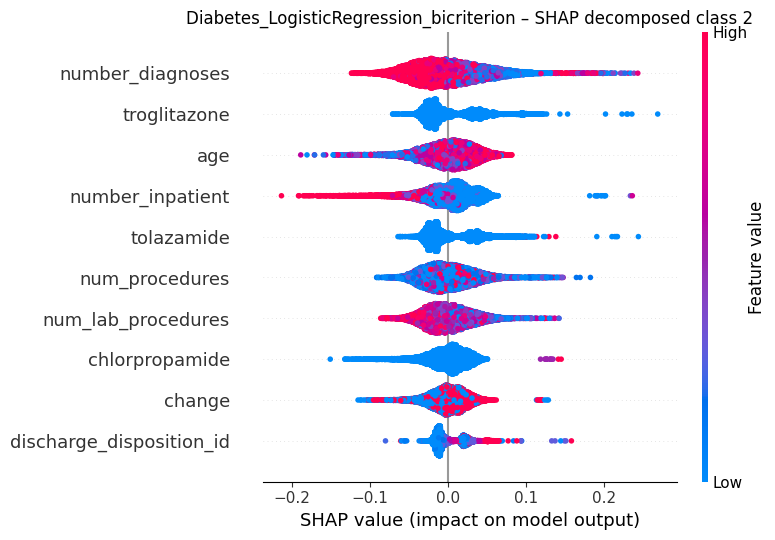 Diabetes_LogisticRegression_bicriterion – SHAP decomposed class 2
High
number_diagnoses
troglitazone
age
number_inpatient
tolazamide
num_procedures
num_lab_procedures
chlorpropamide
change
discharge_disposition_id
Feature value
Low
−0.2 −0.1 0.0 0.1 0.2
SHAP value (impact on model output)